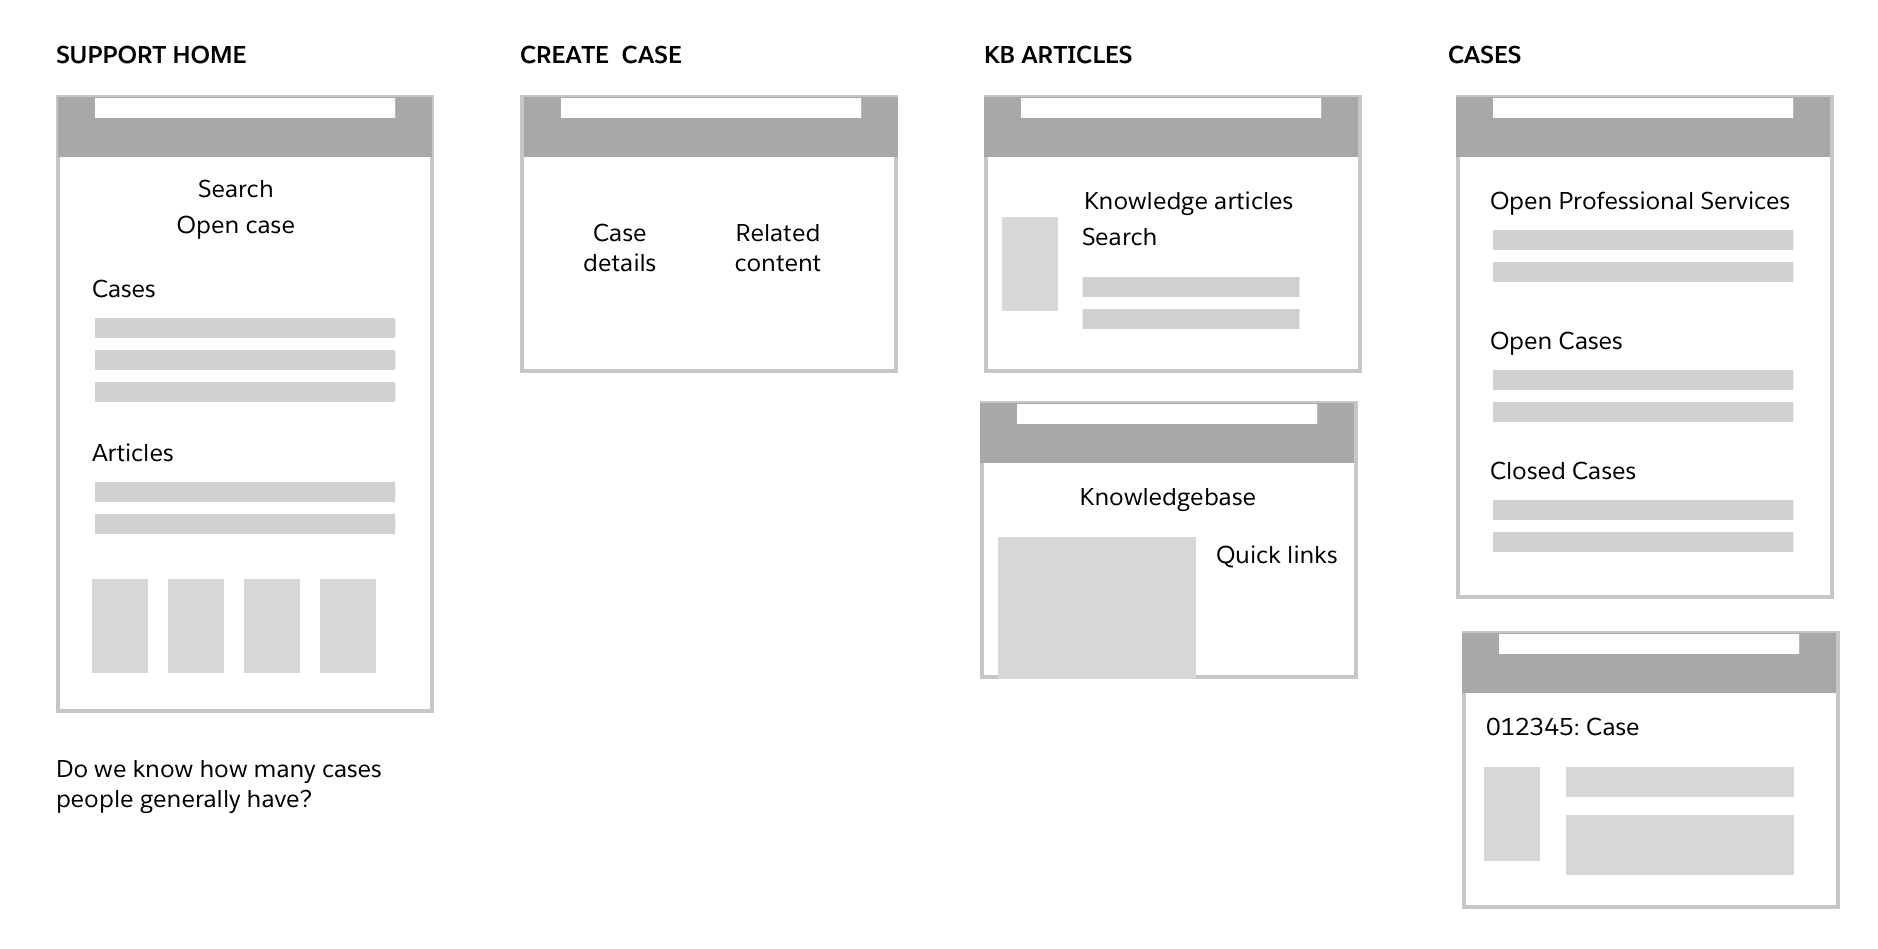 SUPPORT HOME
Search
Open case
Cases
Articles
Do we know how many cases
people generally have?
CREATE  CASE
Case
details
Related
content
KB ARTICLES
Knowledge articles
Search
Knowledgebase
Quick links
CASES
Open Professional Services
Open Cases
Closed Cases
012345: Case